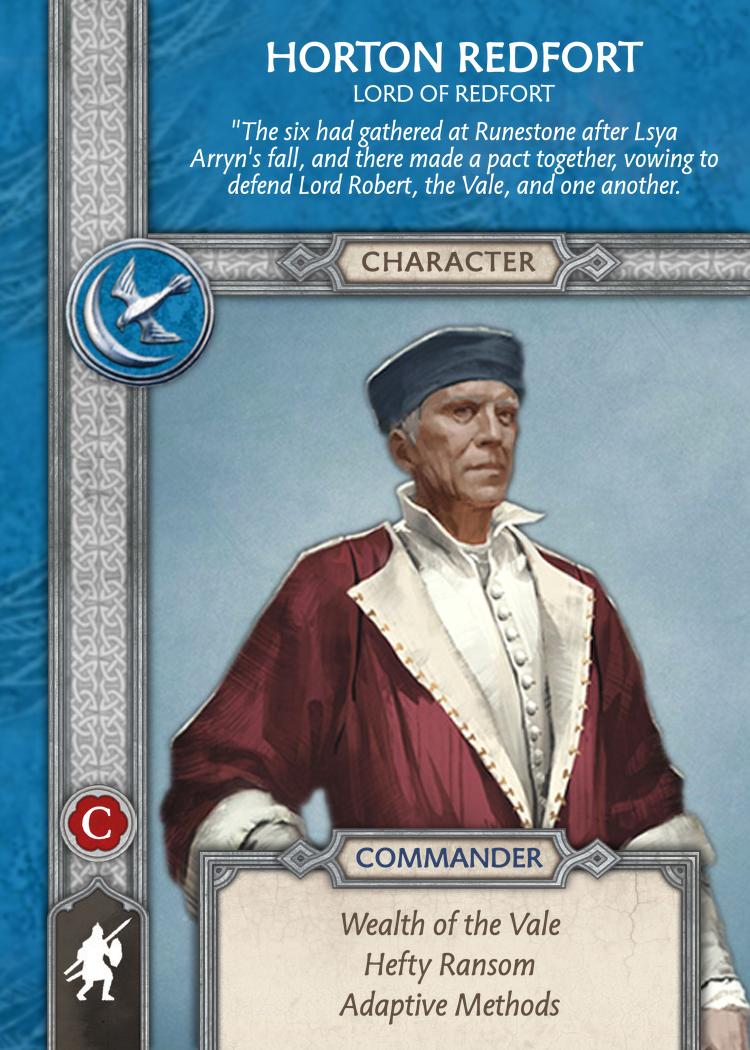 HORTON REDFORT
LORD OF REDFORT
"The six had gathered at Runestone after Lsya
Arryn's fall, and there made a pact together, vowing to
defend Lord Robert, the Vale, and one another.
CHARACTER
C
COMMANDER
Wealth of the Vale
Hefty Ransom
Adaptive Methods